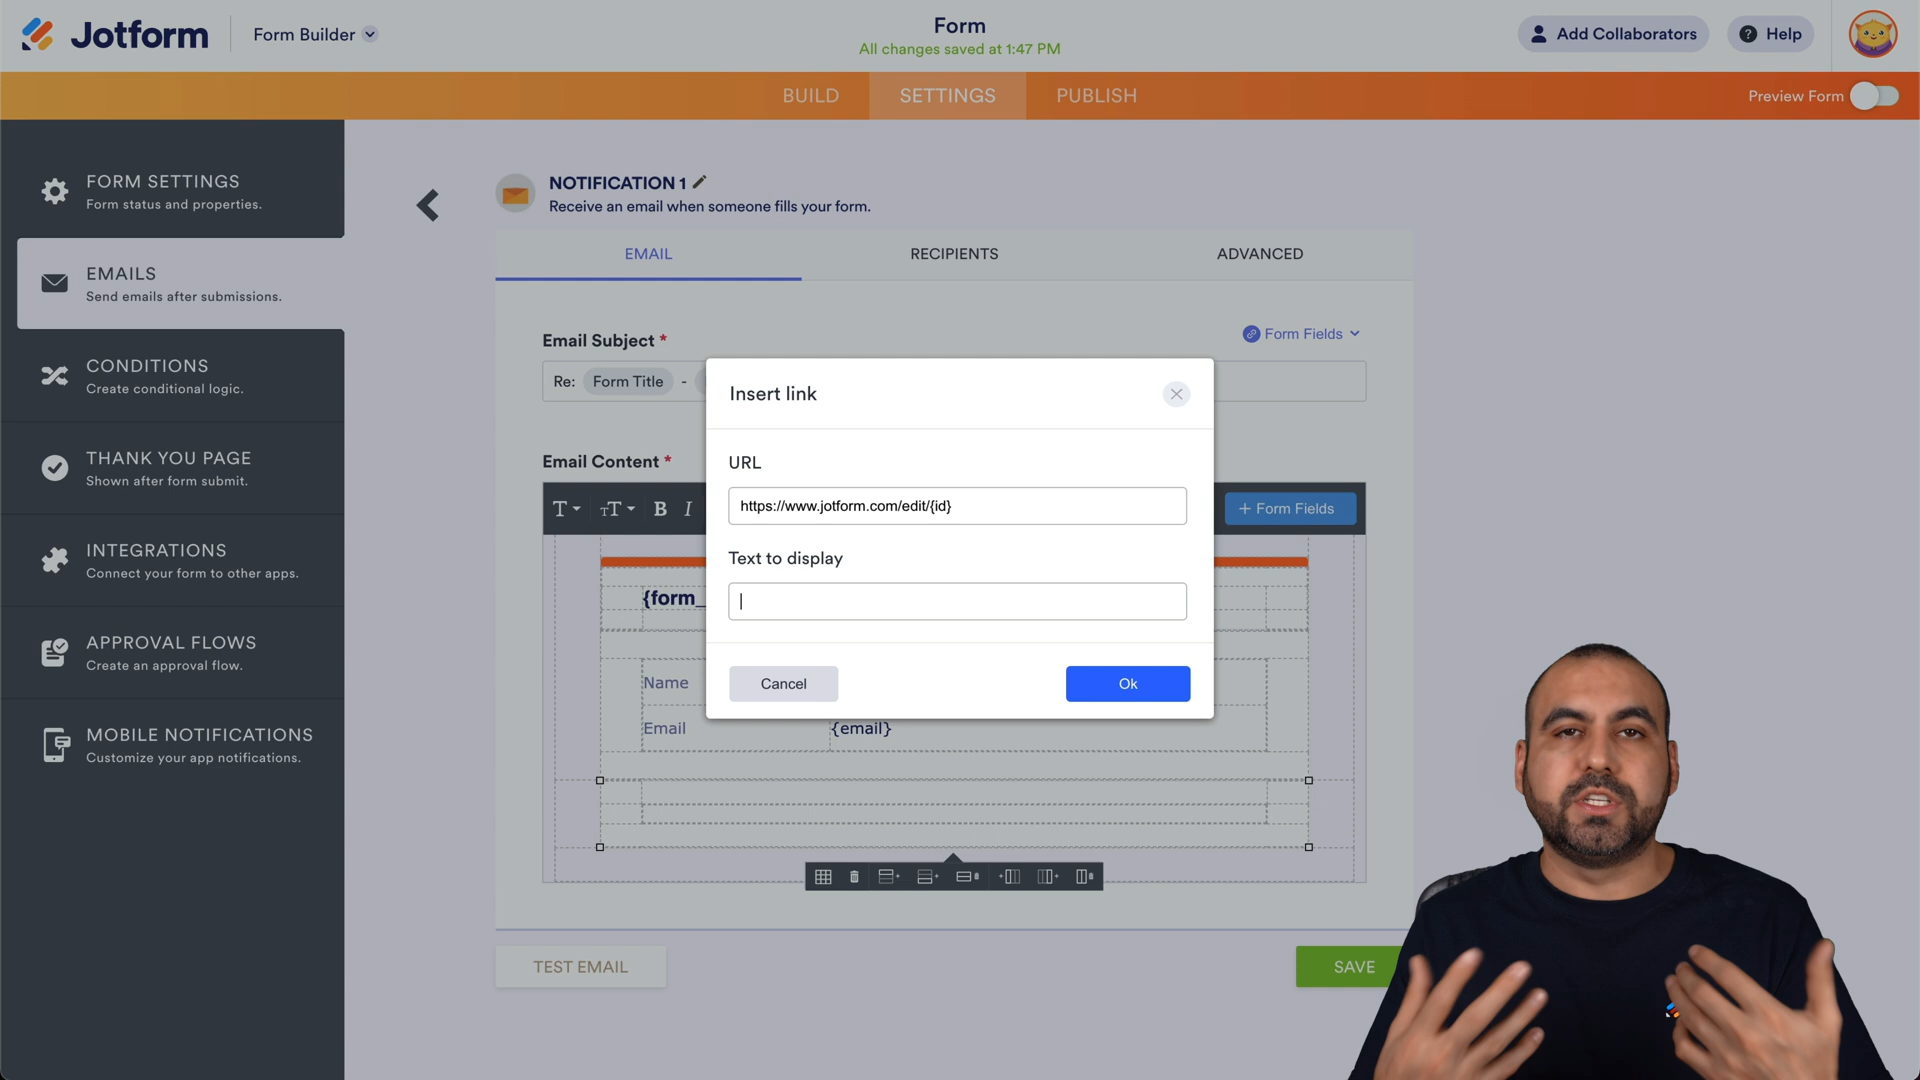 Jotform
Form Builder
Form
All changes saved at 1:47 PM
Add Collaborators
? Help
BUILD
SETTINGS
PUBLISH
Preview Form
FORM SETTINGS
Form status and properties.
EMAILS
Send emails after submissions.
CONDITIONS
Create conditional logic.
THANK YOU PAGE
Shown after form submit.
INTEGRATIONS
Connect your form to other apps.
APPROVAL FLOWS
Create an approval flow.
MOBILE NOTIFICATIONS
Customize your app notifications.
NOTIFICATION 1
Receive an email when someone fills your form.
EMAIL
RECIPIENTS
ADVANCED
Email Subject *
Form Fields
Re: Form Title -
Email Content *
T TT B I
+ Form Fields
{form_
Name
Email {email}
Insert link
URL
https://www.jotform.com/edit/{id}
Text to display
Cancel
Ok
TEST EMAIL
SAVE